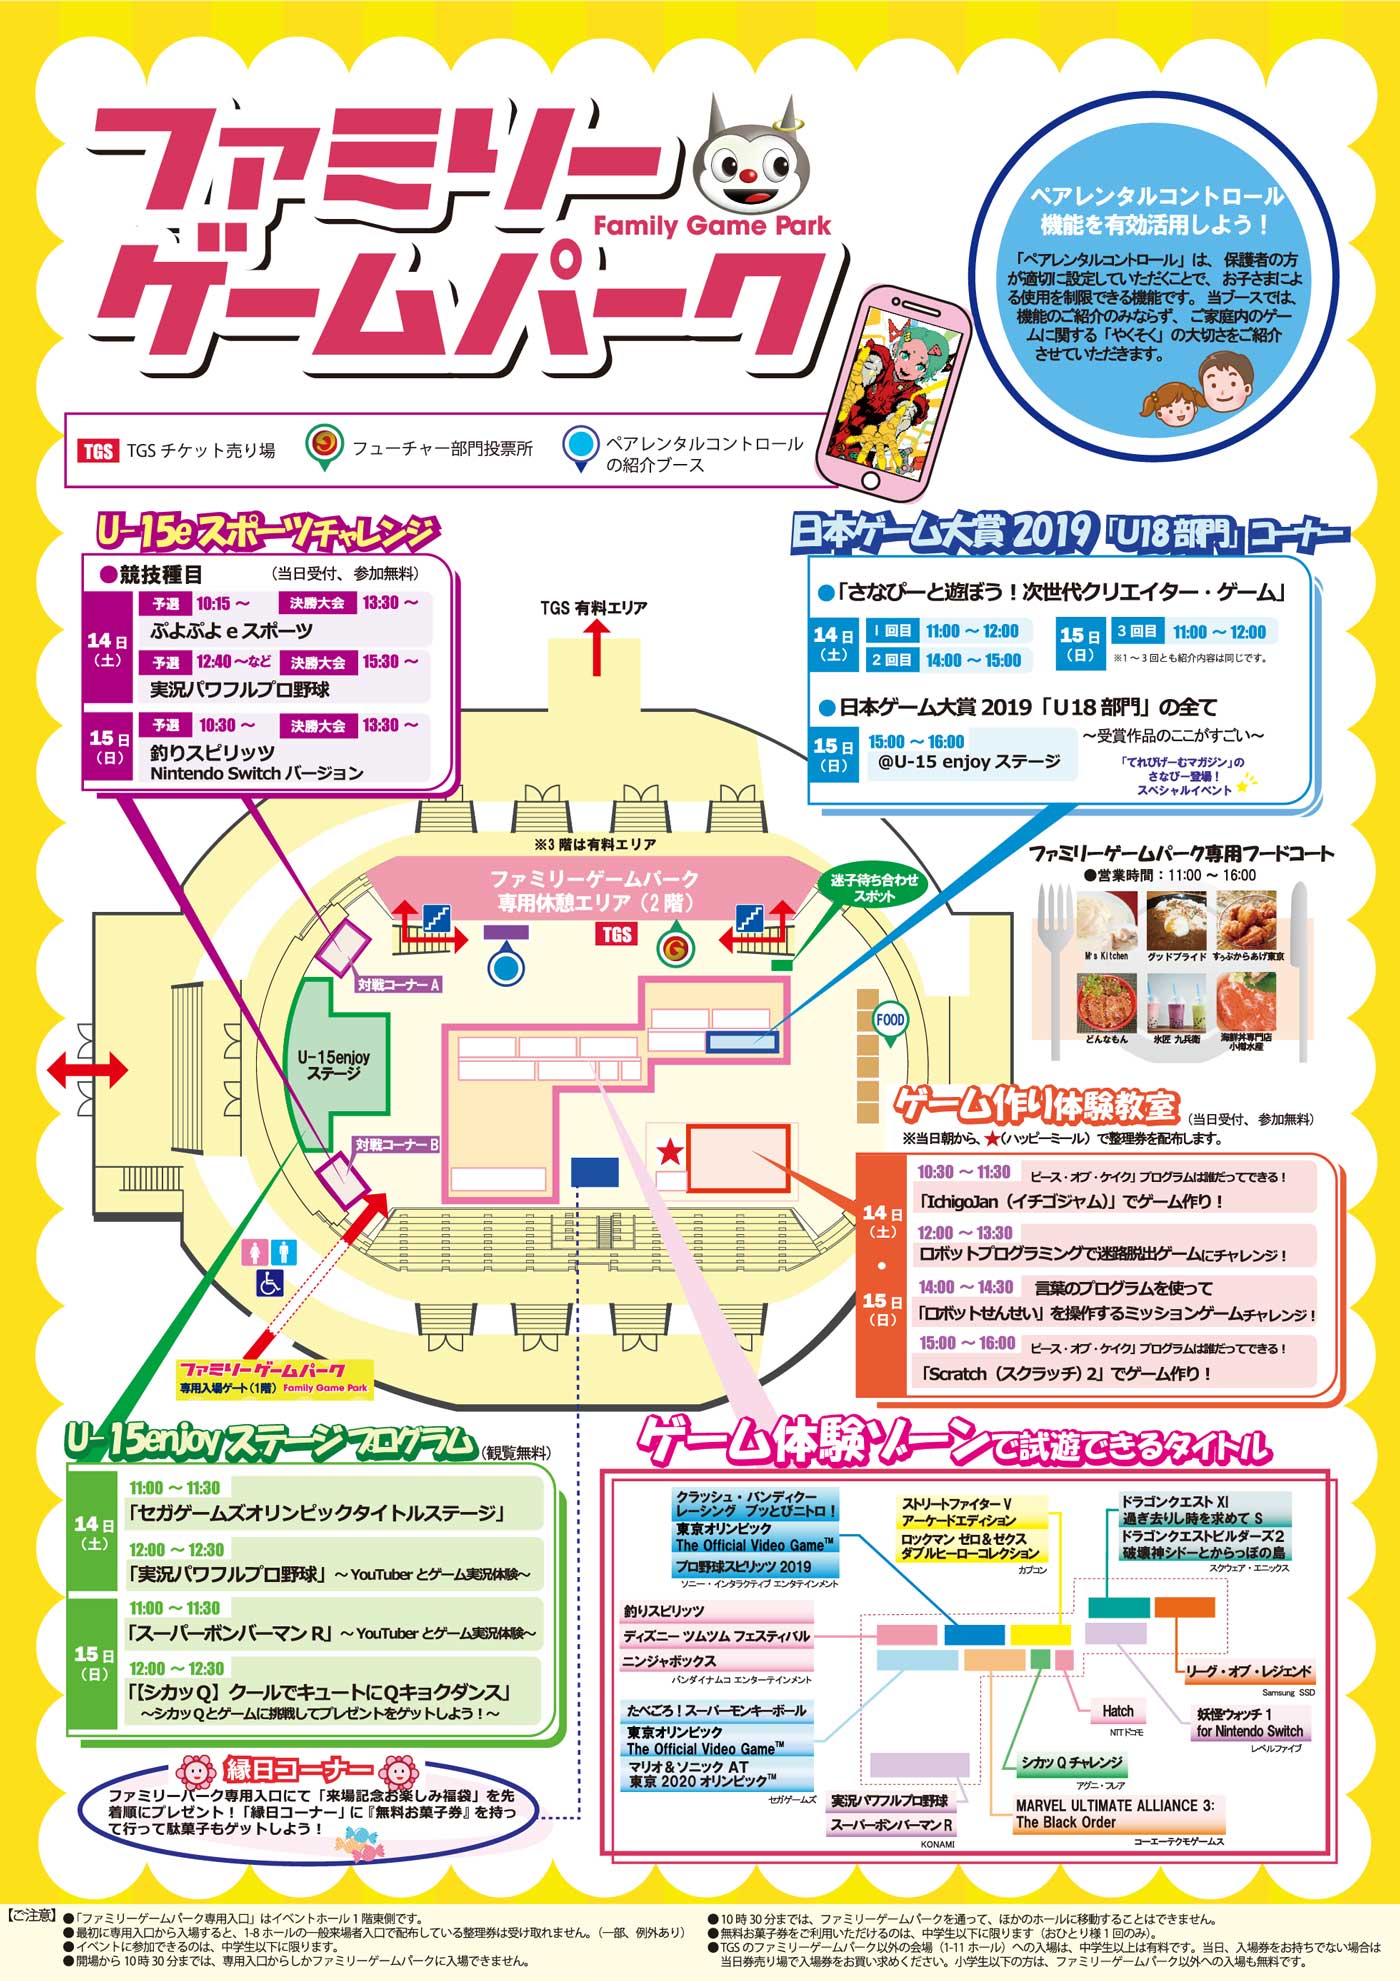 ファミリー
Family Game Park
ゲームパーク
ペアレンタルコントロール
機能を有効活用しよう！
「ペアレンタルコントロール」は、保護者の方
が適切に設定していただくことで、お子さまによ
る使用を制限できる機能です。当ブースでは、
機能のご紹介のみならず、ご家庭内のゲー
ムに関する「やくそく」の大切さをご紹介
させていただきます。
TGS TGSチケット売り場
フューチャー部門投票所
ペアレンタルコントロール
の紹介ブース
U-15eスポーツチャレンジ
●競技種目 （当日受付、参加無料）
14日（土）
予選 10:15～ 決勝大会 13:30～
ぷよぷよeスポーツ
予選 12:40～など 決勝大会 15:30～
実況パワフルプロ野球
15日（日）
予選 10:30～ 決勝大会 13:30～
釣りスピリッツ
Nintendo Switchバージョン
日本ゲーム大賞2019「U18部門」コーナー
●「さなぴーと遊ぼう！次世代クリエイター・ゲーム」
14日（土）
1回目 11:00～12:00
2回目 14:00～15:00
15日（日）
3回目 11:00～12:00
※1～3回とも紹介内容は同じです。
●日本ゲーム大賞2019「U18部門」の全て
～受賞作品のここがすごい～
15日（日）
15:00～16:00
@U-15 enjoyステージ
「てれびげーむマガジン」の
さなぴー登場！
スペシャルイベント
TGS有料エリア
※3階は有料エリア
ファミリーゲームパーク
専用休憩エリア（2階）
迷子待ち合わせ
スポット
TGS
G
対戦コーナーA
U-15enjoy
ステージ
対戦コーナーB
FOOD
ファミリーゲームパーク
専用入場ゲート（1階） Family Game Park
ファミリーゲームパーク専用フードコート
●営業時間：11:00～16:00
M's Kitchen
グッドプライド
すぅぷからあげ東京
どんなもん
氷匠 九兵衛
海鮮丼専門店
小樽水産
ゲーム作り体験教室（当日受付、参加無料）
※当日朝から、★（ハッピーミール）で整理券を配布します。
14日（土）
・
15日（日）
10:30～11:30 ピース・オブ・ケイク」プログラムは誰だってできる！
「IchigoJan（イチゴジャム）」でゲーム作り！
12:00～13:30
ロボットプログラミングで迷路脱出ゲームにチャレンジ！
14:00～14:30 言葉のプログラムを使って
「ロボットせんせい」を操作するミッションゲームチャレンジ！
15:00～16:00 ピース・オブ・ケイク」プログラムは誰だってできる！
「Scratch（スクラッチ）2」でゲーム作り！
U-15enjoyステージプログラム（観覧無料）
14日（土）
11:00～11:30
「セガゲームズオリンピックタイトルステージ」
12:00～12:30
「実況パワフルプロ野球」～YouTuberとゲーム実況体験～
15日（日）
11:00～11:30
「スーパーボンバーマンR」～YouTuberとゲーム実況体験～
12:00～12:30
「【シカッQ】クールでキュートにQキョクダンス」
～シカッQとゲームに挑戦してプレゼントをゲットしよう！～
縁日コーナー
ファミリーパーク専用入口にて「来場記念お楽しみ福袋」を先
着順にプレゼント！「縁日コーナー」に『無料お菓子券』を持っ
て行って駄菓子もゲットしよう！
ゲーム体験ゾーンで試遊できるタイトル
クラッシュ・バンディクー
レーシング ブッとびニトロ！
東京オリンピック
The Official Video Game™
プロ野球スピリッツ2019
ソニー・インタラクティブ エンタテインメント
ストリートファイターV
アーケードエディション
ロックマン ゼロ＆ゼクス
ダブルヒーローコレクション
カプコン
ドラゴンクエストXI
過ぎ去りし時を求めて S
ドラゴンクエストビルダーズ2
破壊神シドーとからっぽの島
スクウェア・エニックス
釣りスピリッツ
ディズニー ツムツム フェスティバル
ニンジャボックス
バンダイナムコ エンターテインメント
たべごろ！スーパーモンキーボール
東京オリンピック
The Official Video Game™
マリオ＆ソニック AT
東京2020オリンピック™
セガゲームズ
リーグ・オブ・レジェンド
Samsung SSD
Hatch
NTTドコモ
妖怪ウォッチ1
for Nintendo Switch
レベルファイブ
シカッQチャレンジ
アグニ・フレア
実況パワフルプロ野球
スーパーボンバーマンR
KONAMI
MARVEL ULTIMATE ALLIANCE 3:
The Black Order
コーエーテクモゲームス
【ご注意】
●「ファミリーゲームパーク専用入口」はイベントホール1階東側です。
●最初に専用入口から入場すると、1-8ホールの一般来場者入口で配布している整理券は受け取れません。（一部、例外あり）
●イベントに参加できるのは、中学生以下に限ります。
●開場から10時30分までは、専用入口からしかファミリーゲームパークに入場できません。
●10時30分までは、ファミリーゲームパークを通って、ほかのホールに移動することはできません。
●無料お菓子券をご利用いただけるのは、中学生以下に限ります（おひとり様1回のみ）。
●TGSのファミリーゲームパーク以外の会場（1-11ホール）への入場は、中学生以上は有料です。当日、入場券をお持ちでない場合は
当日券売り場で入場券をお買い求めください。小学生以下の方は、ファミリーゲームパーク以外への入場も無料です。